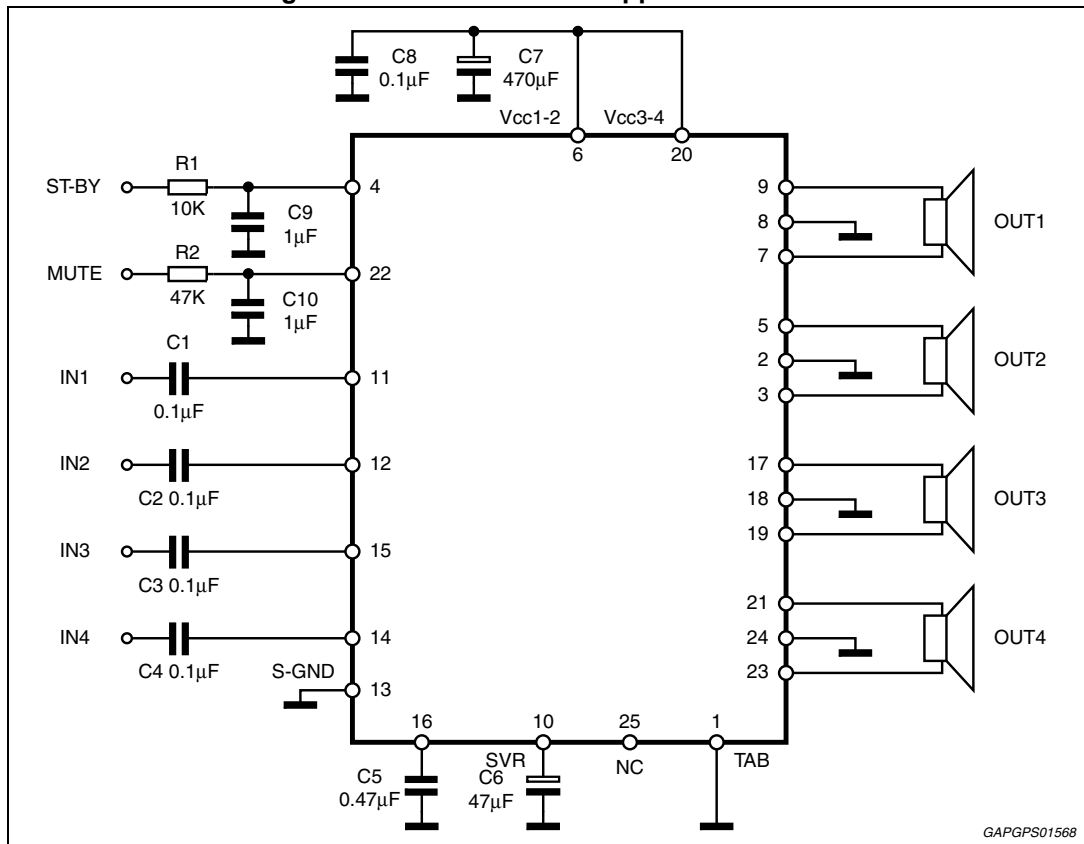 C8
0.1µF
C7
470µF
Vcc1-2
Vcc3-4
6
20
ST-BY
R1
10K
4
C9
1µF
MUTE
R2
47K
22
C10
1µF
IN1
C1
0.1µF
11
IN2
C2 0.1µF
12
IN3
C3 0.1µF
15
IN4
C4 0.1µF
14
S-GND
13
9
8
7
OUT1
5
2
3
OUT2
17
18
19
OUT3
21
24
23
OUT4
16
10
25
1
SVR
NC
TAB
C5
0.47µF
C6
47µF
GAPGPS01568